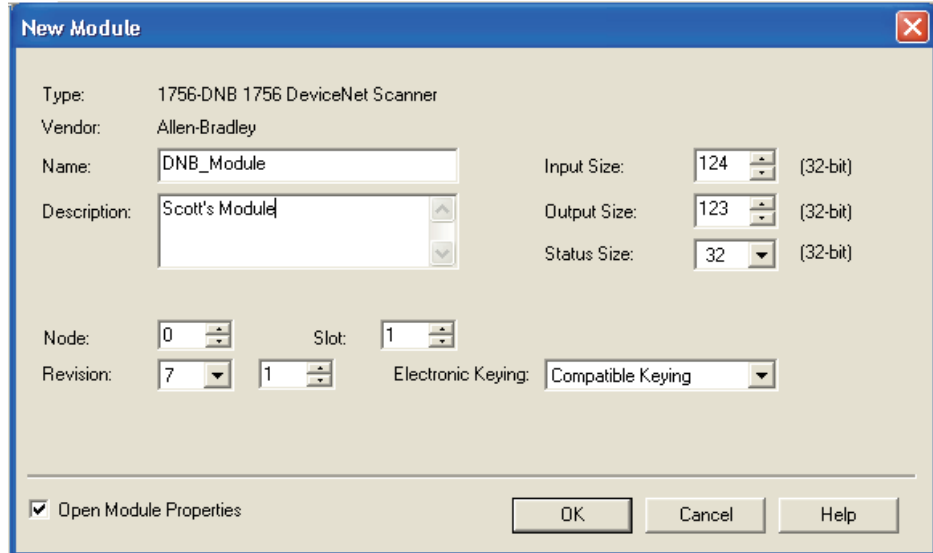 New Module
Type: 1756-DNB 1756 DeviceNet Scanner
Vendor: Allen-Bradley
Name: DNB_Module Input Size: 124 (32-bit)
Description: Scott's Module Output Size: 123 (32-bit)
Status Size: 32 (32-bit)
Node: 0 Slot: 1
Revision: 7 1 Electronic Keying: Compatible Keying
Open Module Properties OK Cancel Help